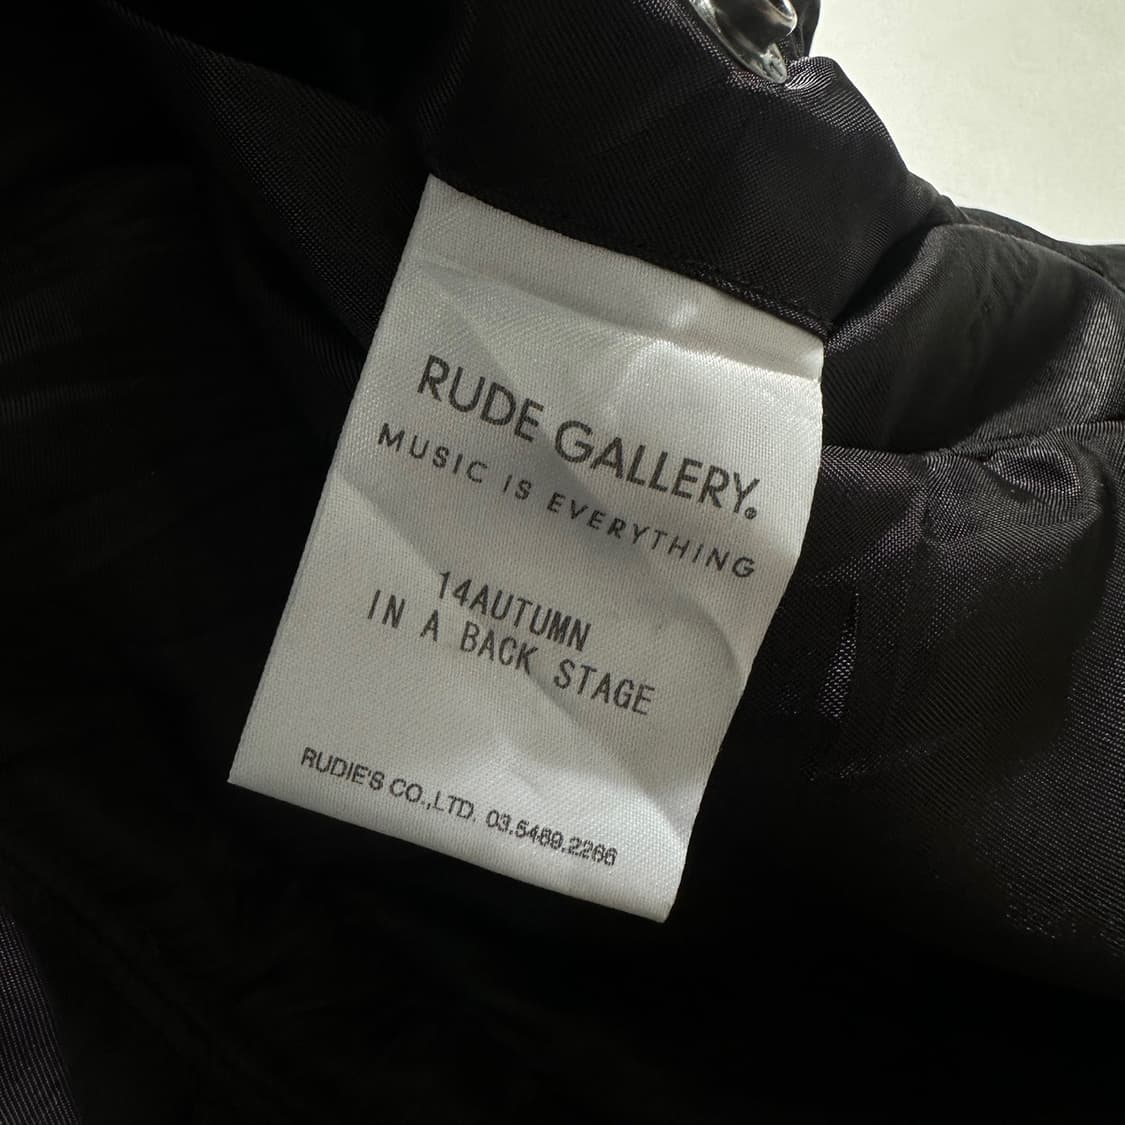 RUDE GALLERY.®
MUSIC IS EVERYTHING
14AUTUMN
IN A BACK STAGE
RUDIE'S CO.,LTD. 03.5469.2266